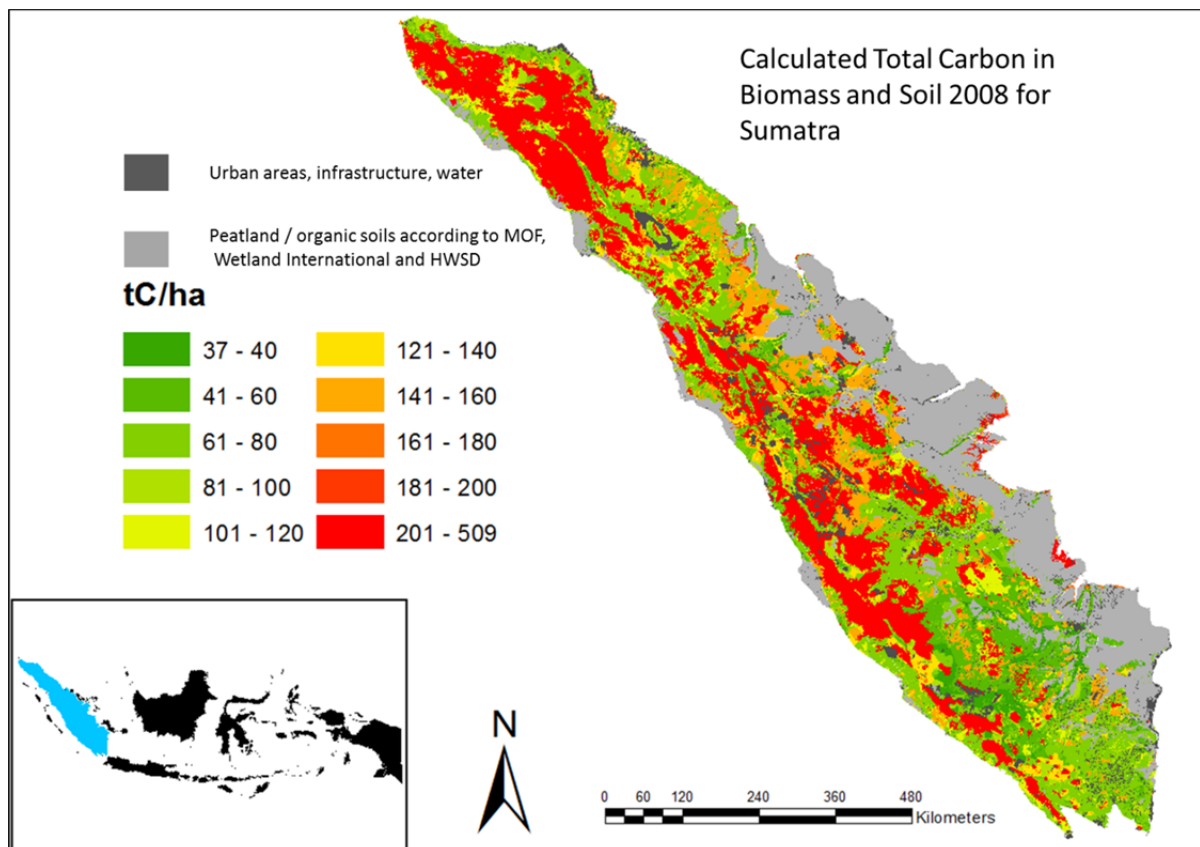 Calculated Total Carbon in
Biomass and Soil 2008 for
Sumatra
Urban areas, infrastructure, water
Peatland / organic soils according to MOF,
Wetland International and HWSD
tC/ha
37 - 40
41 - 60
61 - 80
81 - 100
101 - 120
121 - 140
141 - 160
161 - 180
181 - 200
201 - 509
N
0 60 120 240 360 480
Kilometers